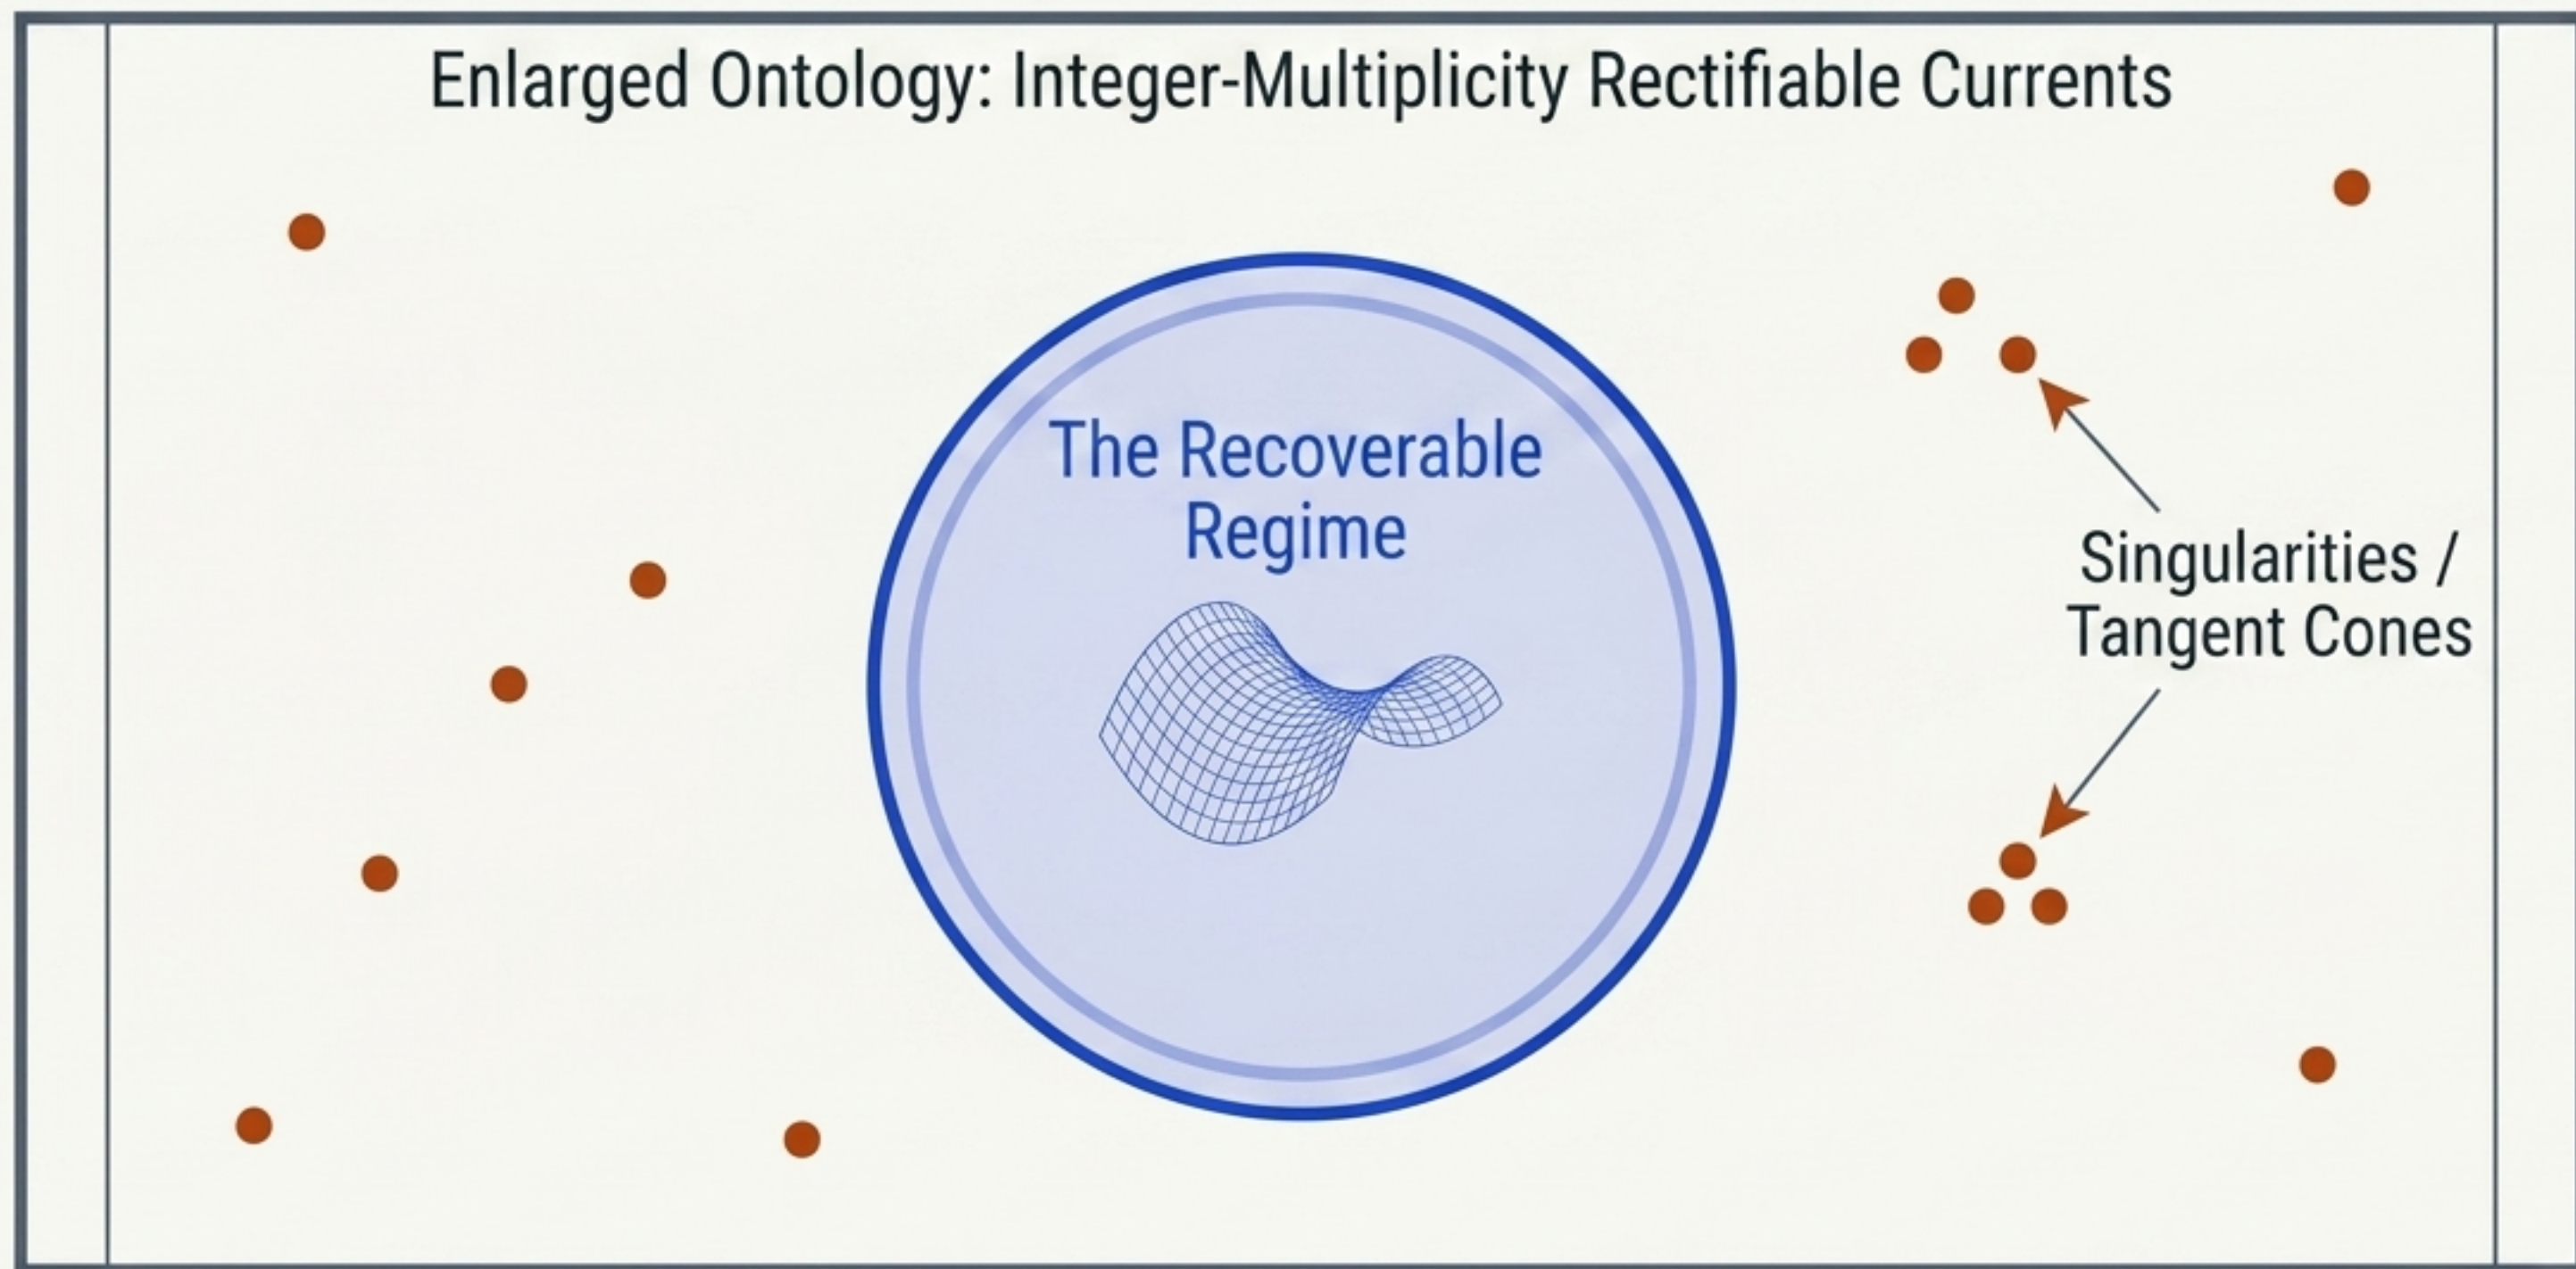 Enlarged Ontology: Integer-Multiplicity Rectifiable Currents
The Recoverable
Regime
Singularities /
Tangent Cones